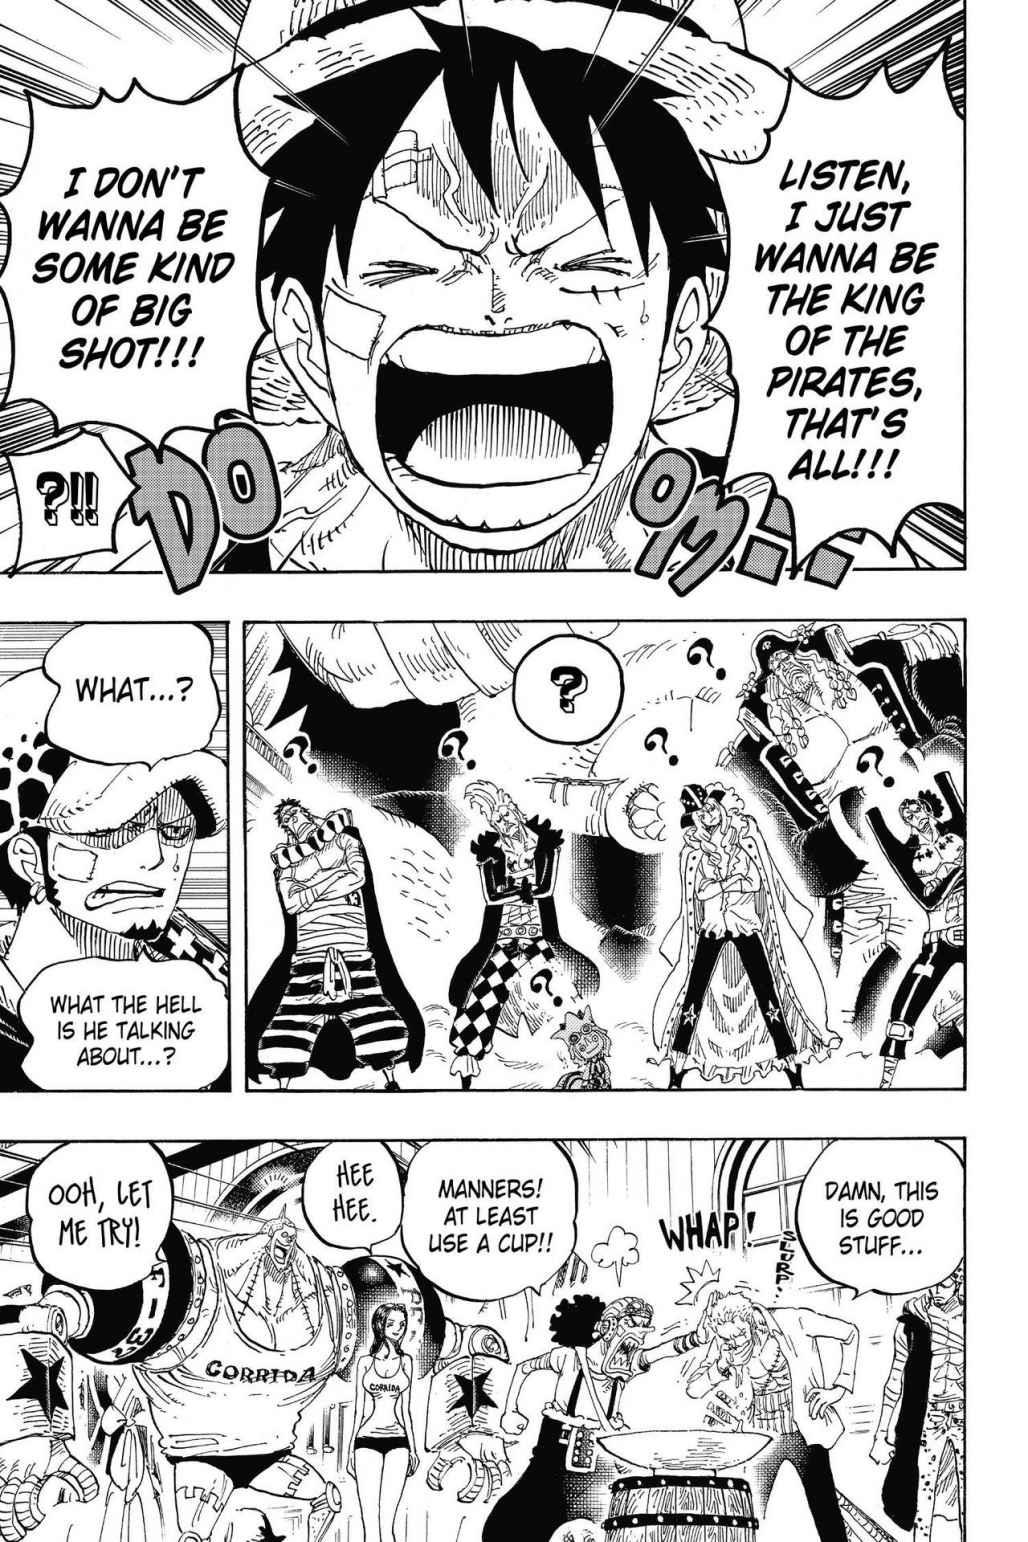 LISTEN,
I JUST
WANNA BE
THE KING
OF THE
PIRATES,
THAT'S
ALL!!!
I DON'T
WANNA BE
SOME KIND
OF BIG
SHOT!!!
DOOM!!
?!!
?
?
?
?
?
?
?
WHAT...?
WHAT THE HELL
IS HE TALKING
ABOUT...?
13
DAMN, THIS
IS GOOD
STUFF...
SLURP...
WHAP!
MANNERS!
AT LEAST
USE A CUP!!
HEE
HEE.
OOH, LET
ME TRY!
CORRIDA
CORRIDA